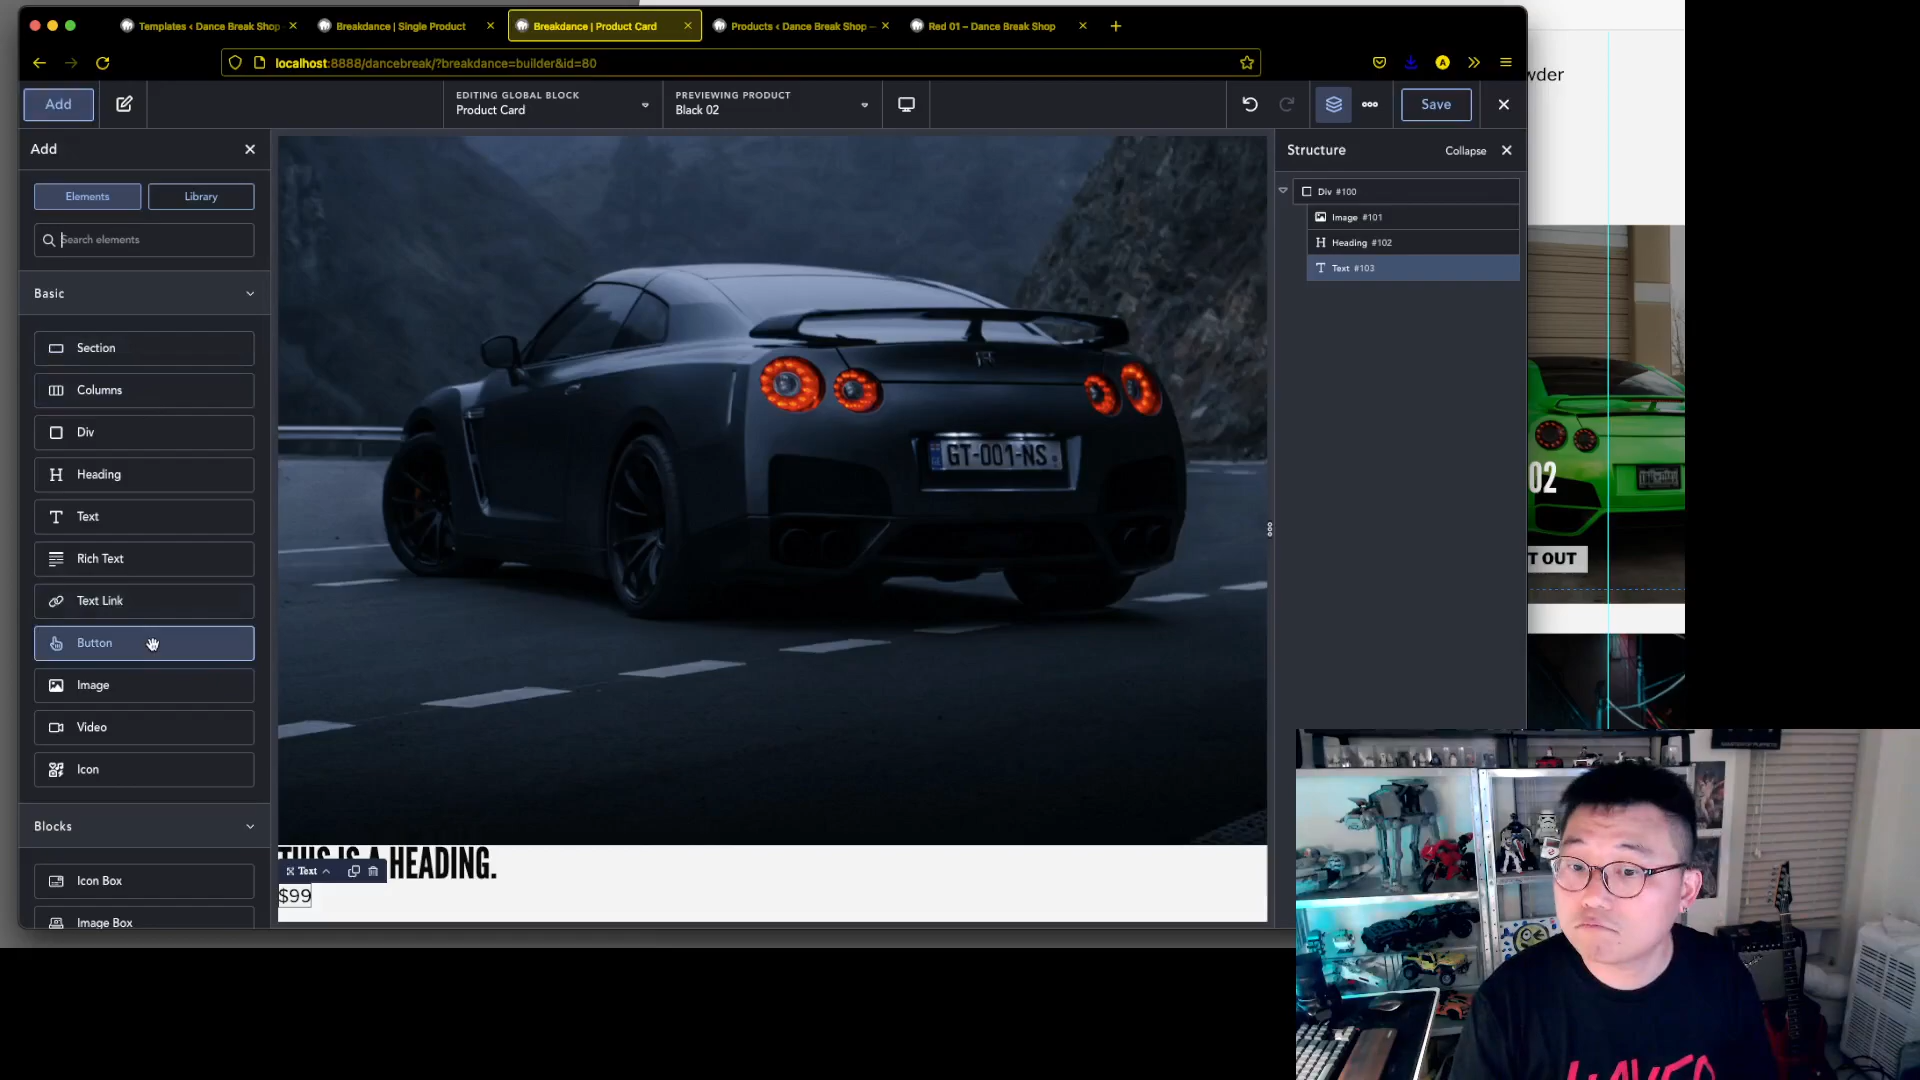 Templates ‹ Dance Break Shop
Breakdance | Single Product
Breakdance | Product Card
Products ‹ Dance Break Shop —
Red 01 – Dance Break Shop
localhost:8888/dancebreak/?breakdance=builder&id=80
A
Add
EDITING GLOBAL BLOCK
Product Card
PREVIEWING PRODUCT
Black 02
Save
Add
Elements
Library
Search elements
Basic
Section
Columns
Div
Heading
Text
Rich Text
Text Link
Button
Image
Video
Icon
Blocks
Icon Box
Image Box
GT-001-NS
THIS IS A HEADING.
Text
$99
Structure
Collapse
Div #100
Image #101
Heading #102
Text #103
wder
02
T OUT